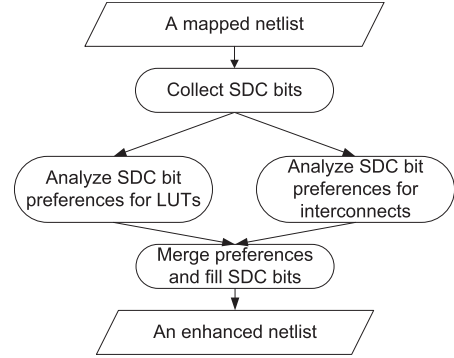 A mapped netlist
Collect SDC bits
Analyze SDC bit
preferences for LUTs
Analyze SDC bit
preferences for
interconnects
Merge preferences
and fill SDC bits
An enhanced netlist